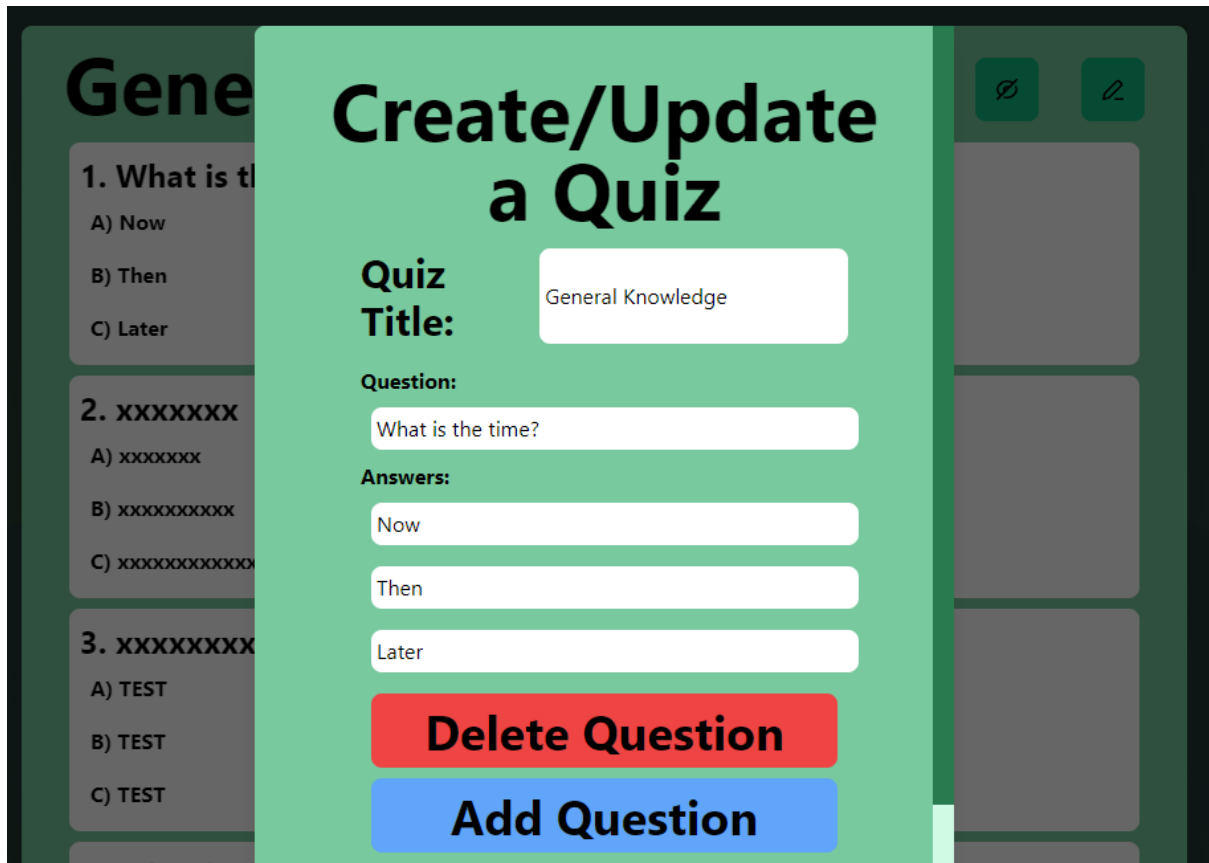 Gene
1. What is
A) Now
B) Then
C) Later
2. xxxxxxx
A) xxxxxxx
B) xxxxxxxxxx
C) xxxxxxxxxxxx
3. xxxxxxxx
A) TEST
B) TEST
C) TEST
Create/Update
a Quiz
Quiz
Title:
General Knowledge
Question:
What is the time?
Answers:
Now
Then
Later
Delete Question
Add Question